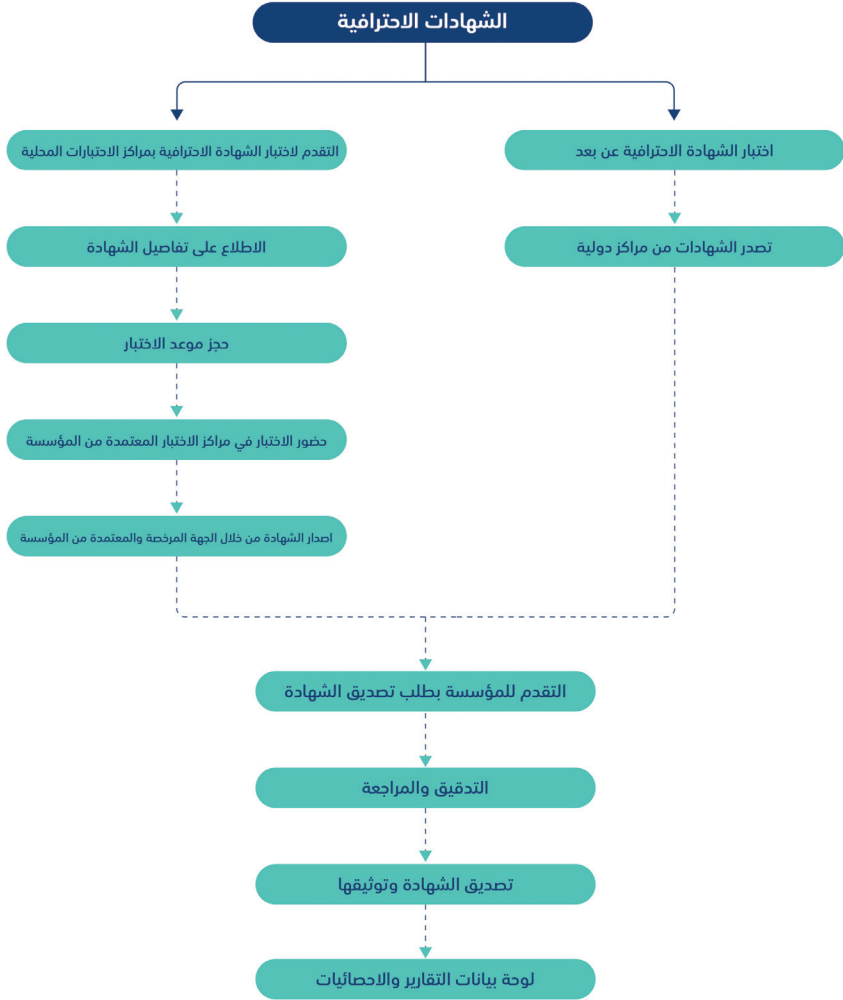 الشهادات الاحترافية
اختبار الشهادة الاحترافية عن بعد
تصدر الشهادات من مراكز دولية
التقدم لاختبار الشهادة الاحترافية بمراكز الاختبارات المحلية
الاطلاع على تفاصيل الشهادة
حجز موعد الاختبار
حضور الاختبار في مراكز الاختبار المعتمدة من المؤسسة
اصدار الشهادة من خلال الجهة المرخصة والمعتمدة من المؤسسة
التقدم للمؤسسة بطلب تصديق الشهادة
التدقيق والمراجعة
تصديق الشهادة وتوثيقها
لوحة بيانات التقارير والاحصائيات